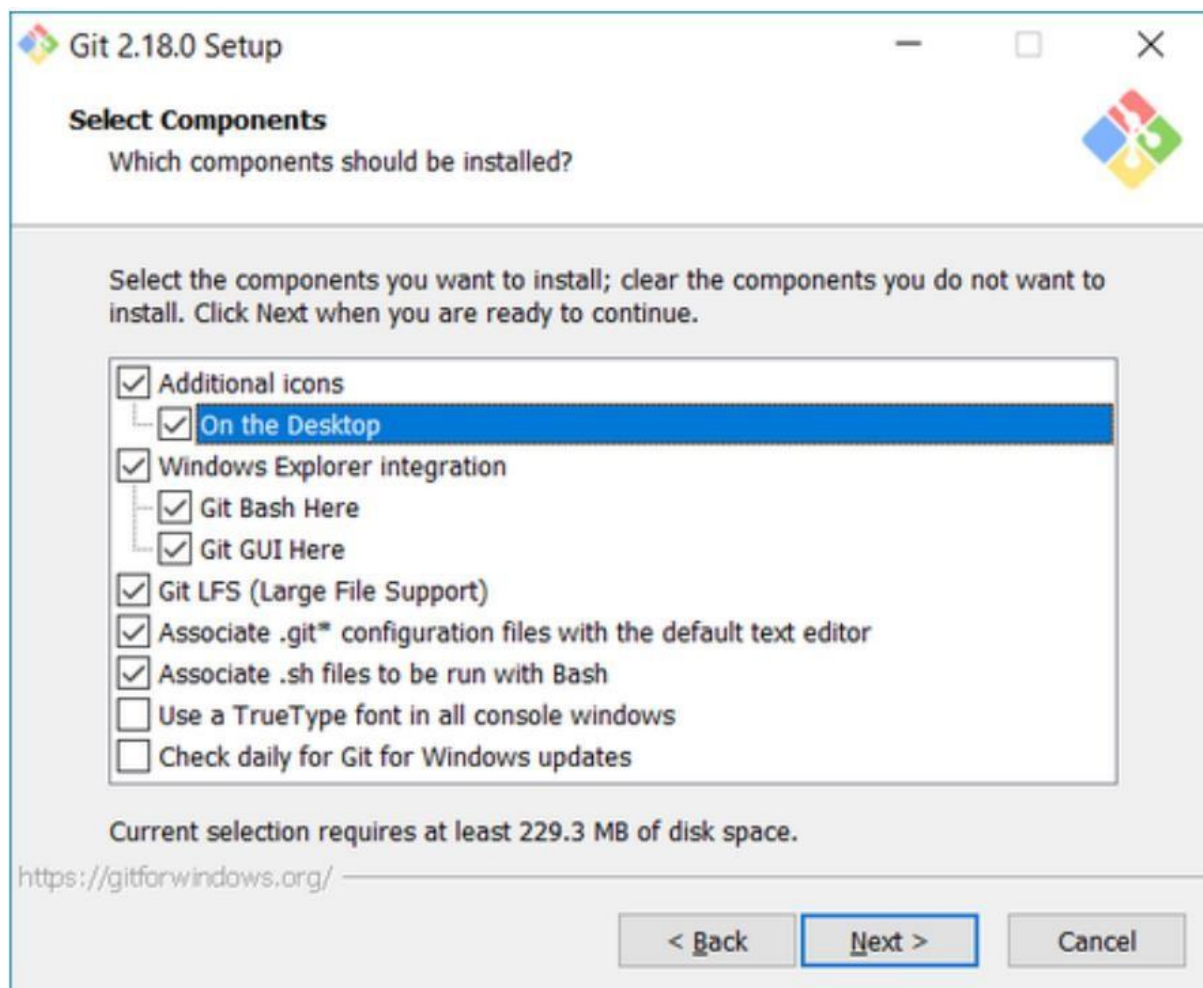 Git 2.18.0 Setup
Select Components
Which components should be installed?
Select the components you want to install; clear the components you do not want to
install. Click Next when you are ready to continue.
Additional icons
On the Desktop
Windows Explorer integration
Git Bash Here
Git GUI Here
Git LFS (Large File Support)
Associate .git* configuration files with the default text editor
Associate .sh files to be run with Bash
Use a TrueType font in all console windows
Check daily for Git for Windows updates
Current selection requires at least 229.3 MB of disk space.
https://gitforwindows.org/
< Back Next > Cancel